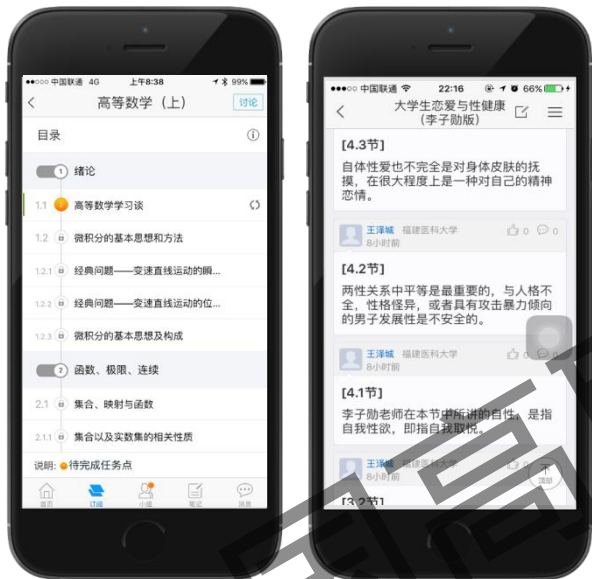 中国联通 4G 上午8:38 99%
高等数学（上） 讨论
目录
1 绪论
1.1 高等数学学习谈
1.2 微积分的基本思想和方法
1.2.1 经典问题——变速直线运动的瞬...
1.2.2 经典问题——变速直线运动的位...
1.2.3 微积分的基本思想及构成
2 函数、极限、连续
2.1 集合、映射与函数
2.1.1 集合以及实数集的相关性质
说明: 待完成任务点
首页 订阅 小组 笔记 消息
中国联通 22:16 66%
大学生恋爱与性健康
(李子勋版)
[4.3节]
自体性爱也不完全是对身体皮肤的抚
摸，在很大程度上是一种对自己的精神
恋情。
王泽城 福建医科大学 0 0
8小时前
[4.2节]
两性关系中平等是最重要的，与人格不
全，性格怪异，或者具有攻击暴力倾向
的男子发展性是不安全的。
王泽城 福建医科大学 0 0
8小时前
[4.1节]
李子勋老师在本节中所讲的自性，是指
自我性欲，即指自我取悦。
王泽城 福建医科大学 0
8小时前
顶部
[3.2节]